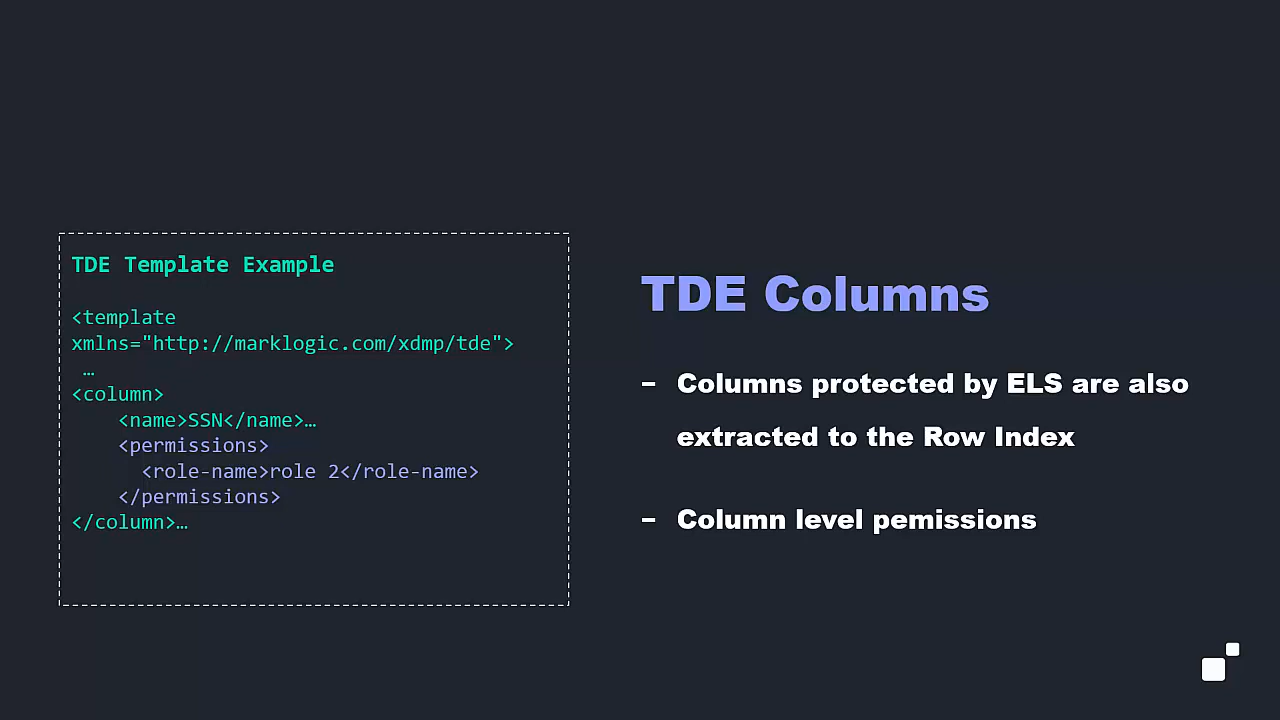 TDE Template Example
<template
xmlns="http://marklogic.com/xdmp/tde">
…
<column>
<name>SSN</name>…
<permissions>
<role-name>role 2</role-name>
</permissions>
</column>…
TDE Columns
– Columns protected by ELS are also
extracted to the Row Index
– Column level pemissions